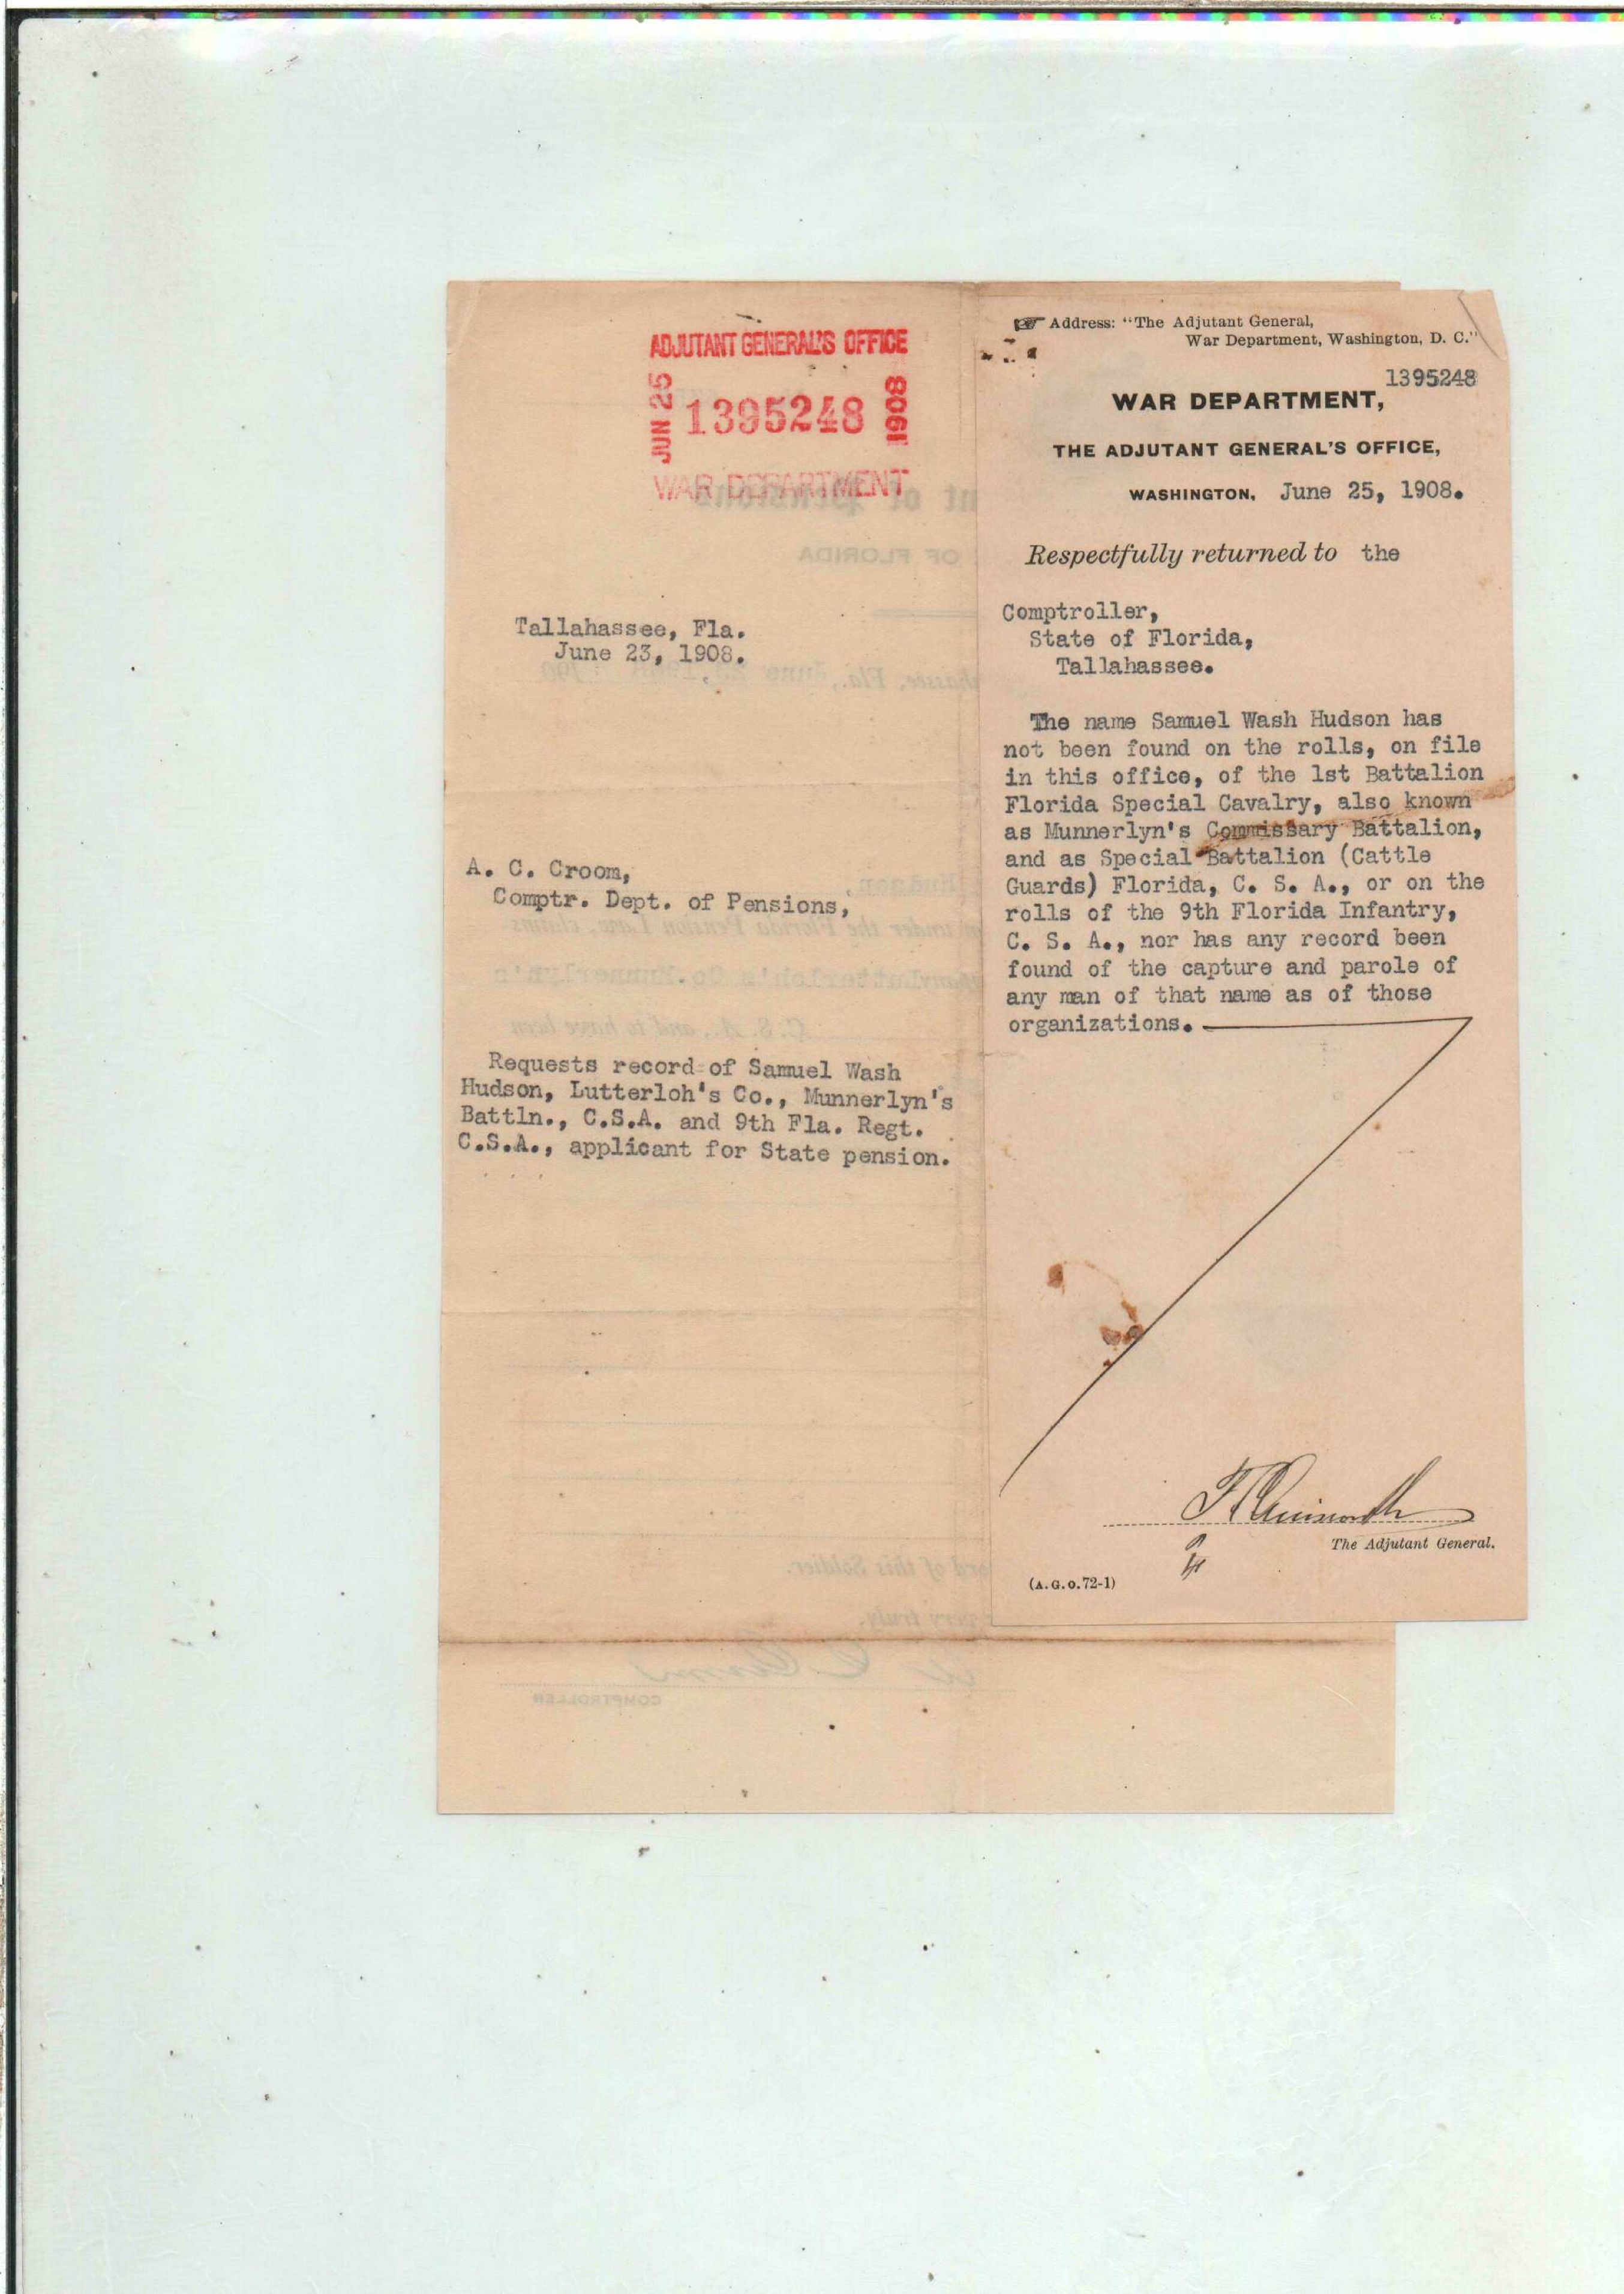 ADJUTANT GENERAL'S OFFICE
JUN 25 1395248 1908
WAR DEPARTMENT
Tallahassee, Fla.
June 23, 1908.
A. C. Croom,
Comptr. Dept. of Pensions,
Requests record of Samuel Wash
Hudson, Lutterloh's Co., Munnerlyn's
Battln., C.S.A. and 9th Fla. Regt.
C.S.A., applicant for State pension.
Address: "The Adjutant General,
War Department, Washington, D. C."
1395248
WAR DEPARTMENT,
THE ADJUTANT GENERAL'S OFFICE,
WASHINGTON, June 25, 1908.
Respectfully returned to the
Comptroller,
State of Florida,
Tallahassee.
The name Samuel Wash Hudson has
not been found on the rolls, on file
in this office, of the 1st Battalion
Florida Special Cavalry, also known
as Munnerlyn's Commissary Battalion,
and as Special Battalion (Cattle
Guards) Florida, C. S. A., or on the
rolls of the 9th Florida Infantry,
C. S. A., nor has any record been
found of the capture and parole of
any man of that name as of those
organizations.
F C Ainsworth
The Adjutant General.
(A. G. O. 72-1)